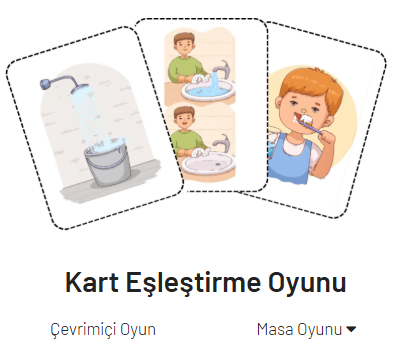 Kart Eşleştirme Oyunu
Çevrimiçi Oyun
Masa Oyunu